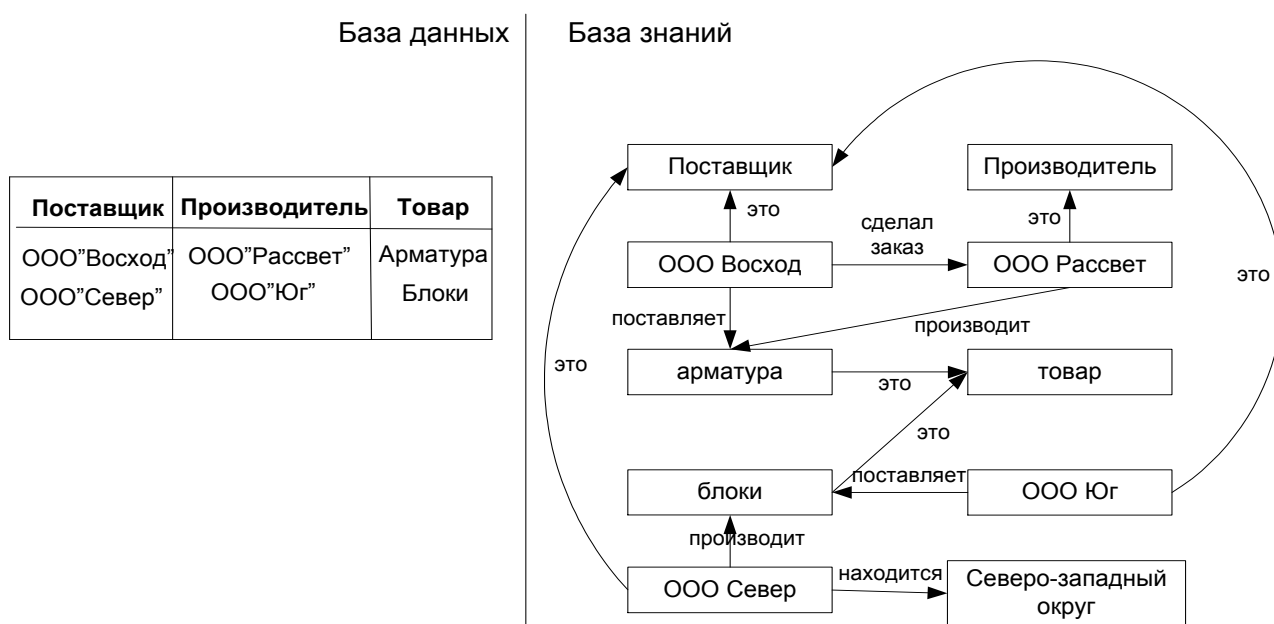 База данных
База знаний
Поставщик Производитель Товар
ООО”Восход” ООО”Рассвет” Арматура
ООО”Север” ООО”Юг” Блоки
Поставщик
Производитель
это
сделал
заказ
это
ООО Восход
ООО Рассвет
это
поставляет
производит
это
арматура
это
товар
это
блоки
поставляет
ООО Юг
производит
ООО Север
находится
Северо-западный
округ